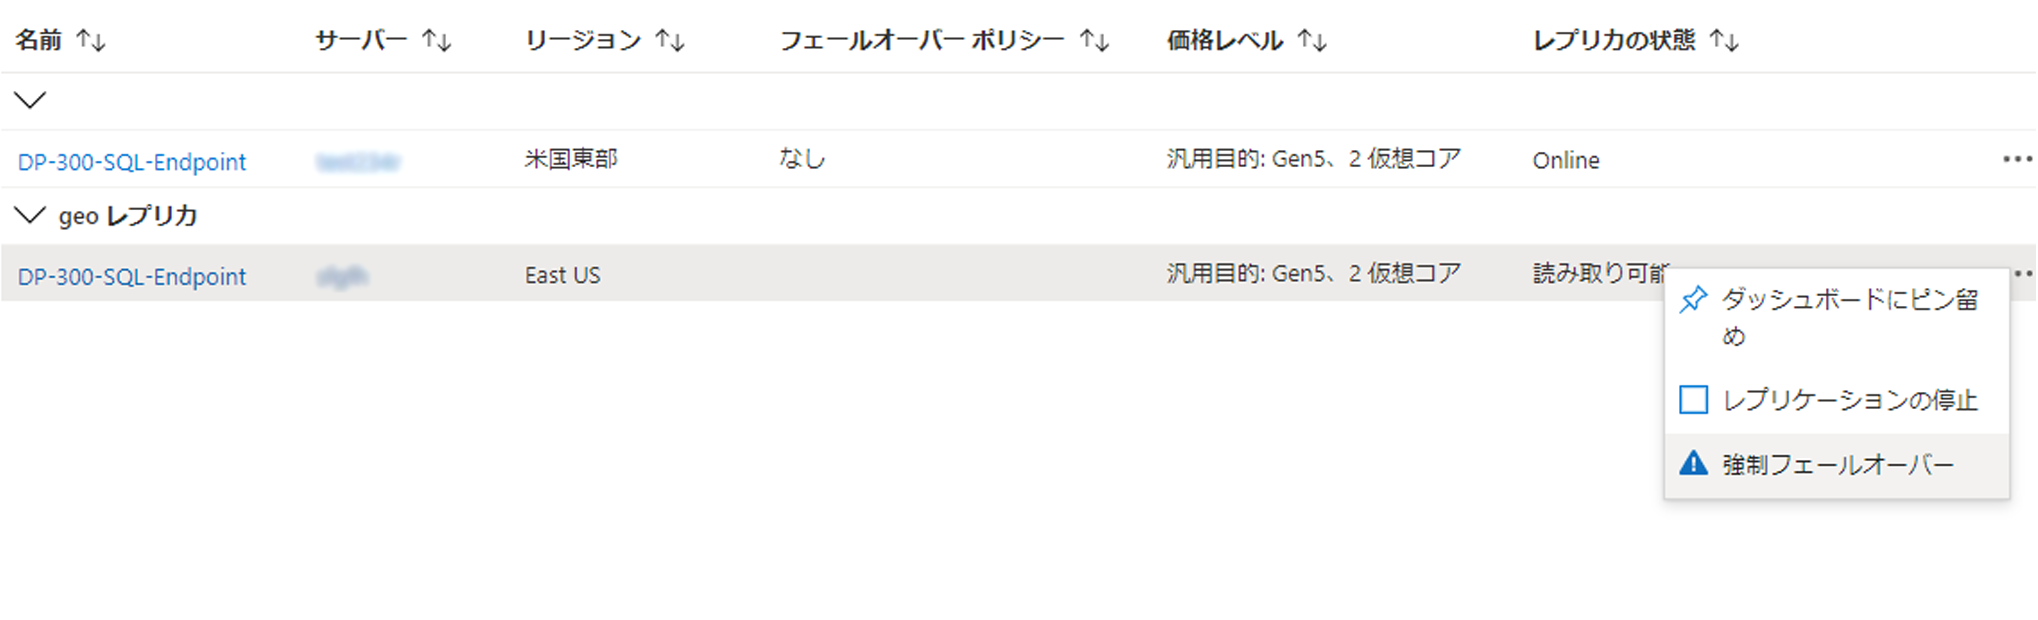 名前 サーバー リージョン フェールオーバー ポリシー 価格レベル レプリカの状態
DP-300-SQL-Endpoint 米国東部 なし 汎用目的: Gen5、2 仮想コア Online
geo レプリカ
DP-300-SQL-Endpoint East US 汎用目的: Gen5、2 仮想コア 読み取り可能
ダッシュボードにピン留
め
レプリケーションの停止
強制フェールオーバー